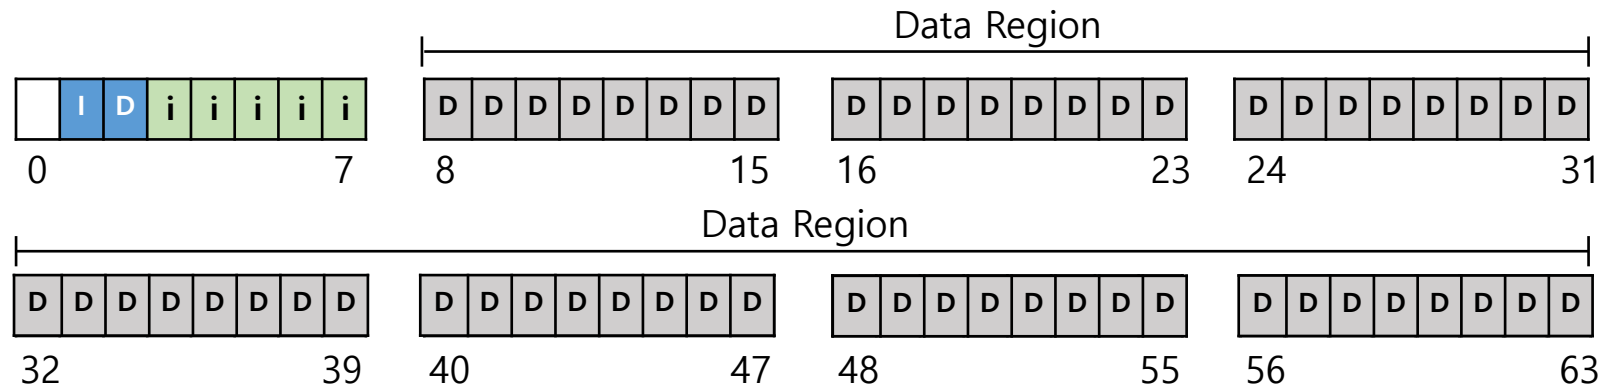 Data Region
I D i i i i i D D D D D D D D D D D D D D D D D D D D D D D D
0 7 8 15 16 23 24 31
Data Region
D D D D D D D D D D D D D D D D D D D D D D D D D D D D D D D D
32 39 40 47 48 55 56 63